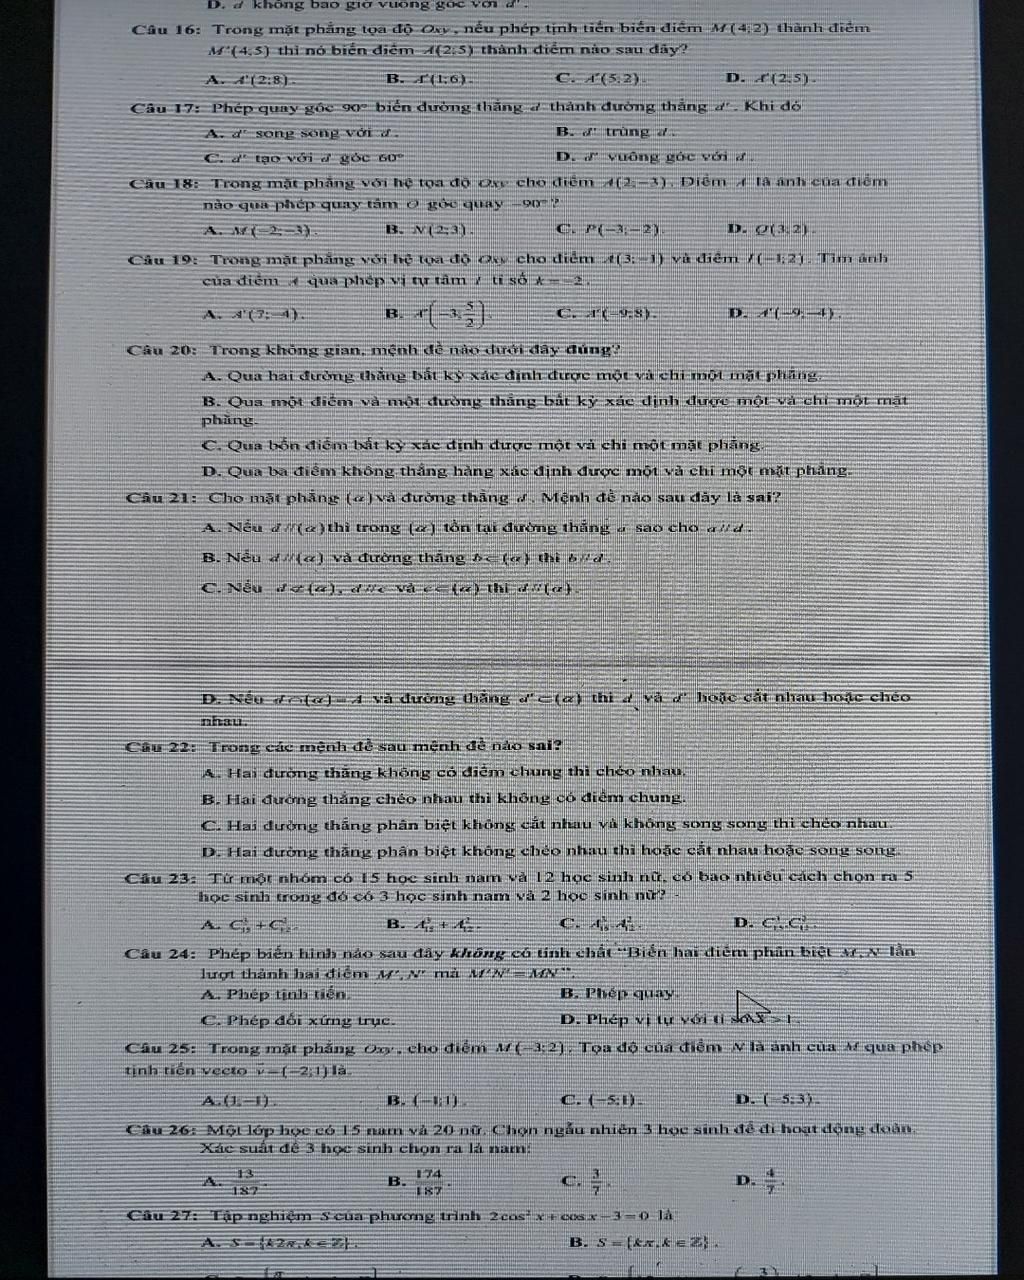 D. d không bao giờ vuông góc với d'.
Câu 16: Trong mặt phẳng tọa độ Oxy, nếu phép tịnh tiến biến điểm M(4;2) thành điểm
M'(4;5) thì nó biến điểm A(2;5) thành điểm nào sau đây?
A. A'(2;8). B. A'(1;6). C. A'(5;2). D. A'(2;5).
Câu 17: Phép quay góc 90° biến đường thẳng d thành đường thẳng d'. Khi đó
A. d' song song với d. B. d' trùng d.
C. d' tạo với d góc 60° D. d' vuông góc với d.
Câu 18: Trong mặt phẳng với hệ tọa độ Oxy cho điểm A(2;-3). Điểm A là ảnh của điểm
nào qua phép quay tâm O góc quay -90°?
A. M(-2;-3). B. N(2;3). C. P(-3;-2). D. Q(3;2).
Câu 19: Trong mặt phẳng với hệ tọa độ Oxy cho điểm A(3;-1) và điểm I(-1;2). Tìm ảnh
của điểm A qua phép vị tự tâm I tỉ số k = -2.
A. A'(7;-4). B. A'(-3;5/2). C. A'(-9;8). D. A'(-9;-4).
Câu 20: Trong không gian, mệnh đề nào dưới đây đúng?
A. Qua hai đường thẳng bất kỳ xác định được một và chỉ một mặt phẳng.
B. Qua một điểm và một đường thẳng bất kỳ xác định được một và chỉ một mặt
phẳng.
C. Qua bốn điểm bất kỳ xác định được một và chỉ một mặt phẳng.
D. Qua ba điểm không thẳng hàng xác định được một và chỉ một mặt phẳng.
Câu 21: Cho mặt phẳng (α) và đường thẳng d. Mệnh đề nào sau đây là sai?
A. Nếu d//(α) thì trong (α) tồn tại đường thẳng a sao cho a//d.
B. Nếu d//(α) và đường thẳng b⊂(α) thì b//d.
C. Nếu d⊄(α), d//c và c⊂(α) thì d//(α).
D. Nếu d∩(α)=A và đường thẳng d'⊂(α) thì d và d' hoặc cắt nhau hoặc chéo
nhau.
Câu 22: Trong các mệnh đề sau mệnh đề nào sai?
A. Hai đường thẳng không có điểm chung thì chéo nhau.
B. Hai đường thẳng chéo nhau thì không có điểm chung.
C. Hai đường thẳng phân biệt không cắt nhau và không song song thì chéo nhau.
D. Hai đường thẳng phân biệt không chéo nhau thì hoặc cắt nhau hoặc song song.
Câu 23: Từ một nhóm có 15 học sinh nam và 12 học sinh nữ, có bao nhiêu cách chọn ra 5
học sinh trong đó có 3 học sinh nam và 2 học sinh nữ?
A. C³₁₅ + C²₁₂. B. A³₁₅ + A²₁₂. C. A³₁₅.A²₁₂. D. C³₁₅.C²₁₂.
Câu 24: Phép biến hình nào sau đây không có tính chất "Biến hai điểm phân biệt M, N lần
lượt thành hai điểm M', N' mà M'N' = MN".
A. Phép tịnh tiến. B. Phép quay.
C. Phép đối xứng trục. D. Phép vị tự với tỉ số k > 1.
Câu 25: Trong mặt phẳng Oxy, cho điểm M(-3;2). Tọa độ của điểm N là ảnh của M qua phép
tịnh tiến vectơ v = (-2;1) là.
A.(1;-1). B. (-1;1). C. (-5;1). D. (-5;3).
Câu 26: Một lớp học có 15 nam và 20 nữ. Chọn ngẫu nhiên 3 học sinh để đi hoạt động đoàn.
Xác suất để 3 học sinh chọn ra là nam:
A. 13/187. B. 174/187. C. 3/7. D. 4/7.
Câu 27: Tập nghiệm S của phương trình 2cos²x + cos x - 3 = 0 là
A. S = {k2π, k ∈ Z}. B. S = {kπ, k ∈ Z}.